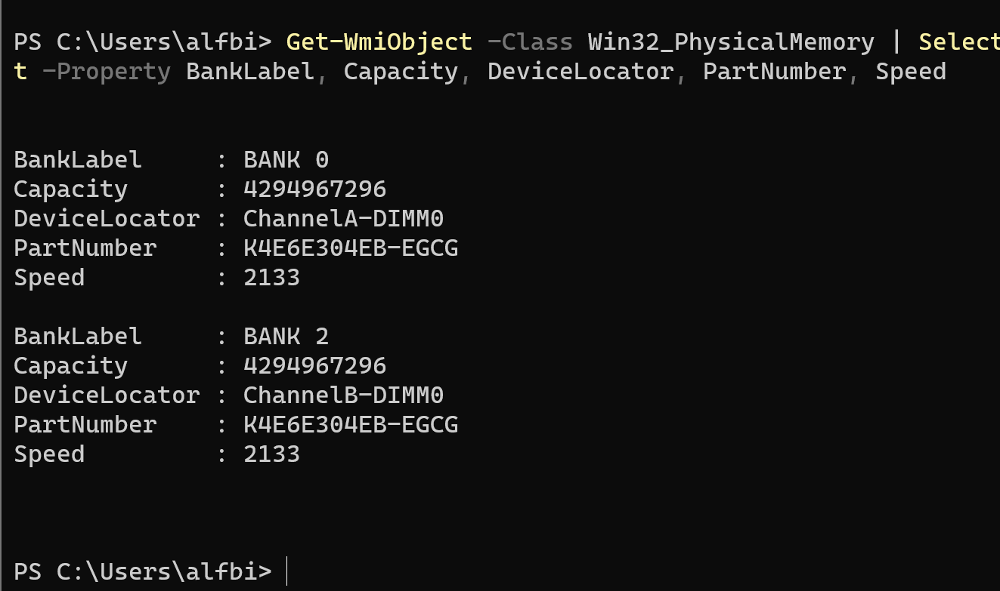 PS C:\Users\alfbi> Get-WmiObject -Class Win32_PhysicalMemory | Select
t -Property BankLabel, Capacity, DeviceLocator, PartNumber, Speed
BankLabel     : BANK 0
Capacity      : 4294967296
DeviceLocator : ChannelA-DIMM0
PartNumber    : K4E6E304EB-EGCG
Speed         : 2133
BankLabel     : BANK 2
Capacity      : 4294967296
DeviceLocator : ChannelB-DIMM0
PartNumber    : K4E6E304EB-EGCG
Speed         : 2133
PS C:\Users\alfbi>